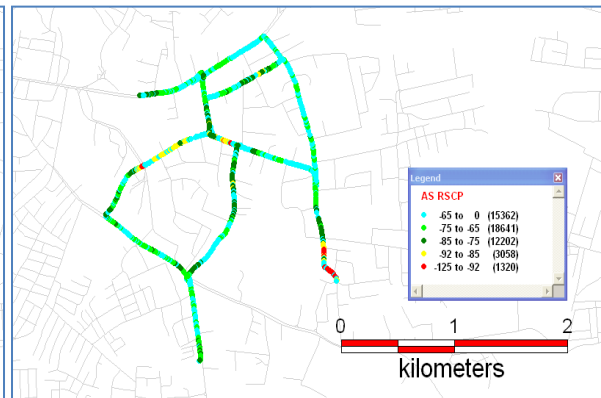 Legend
AS RSCP
-65 to 0 (15362)
-75 to -65 (18641)
-85 to -75 (12202)
-92 to -85 (3058)
-125 to -92 (1320)
0 1 2
kilometers